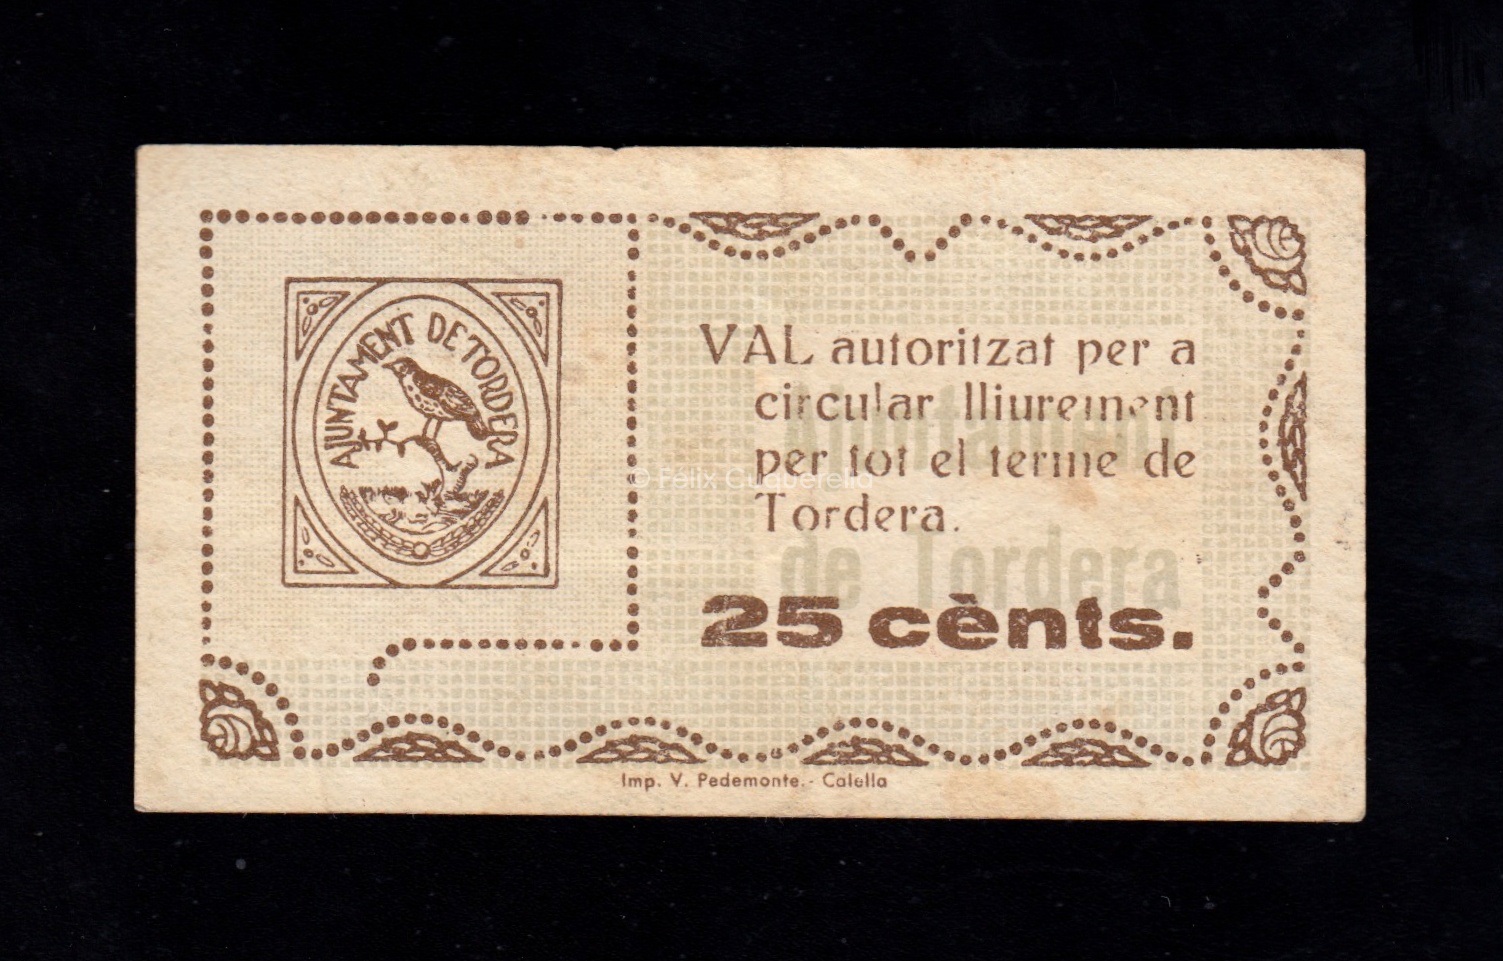 AJUNTAMENT DE TORDERA
VAL autoritzat per a
circular lliurement
per tot el terme de
Tordera.
Ajuntament
de Tordera
25 cènts.
© Fèlix Cuquerella
Imp. V. Pedemonte. - Calella